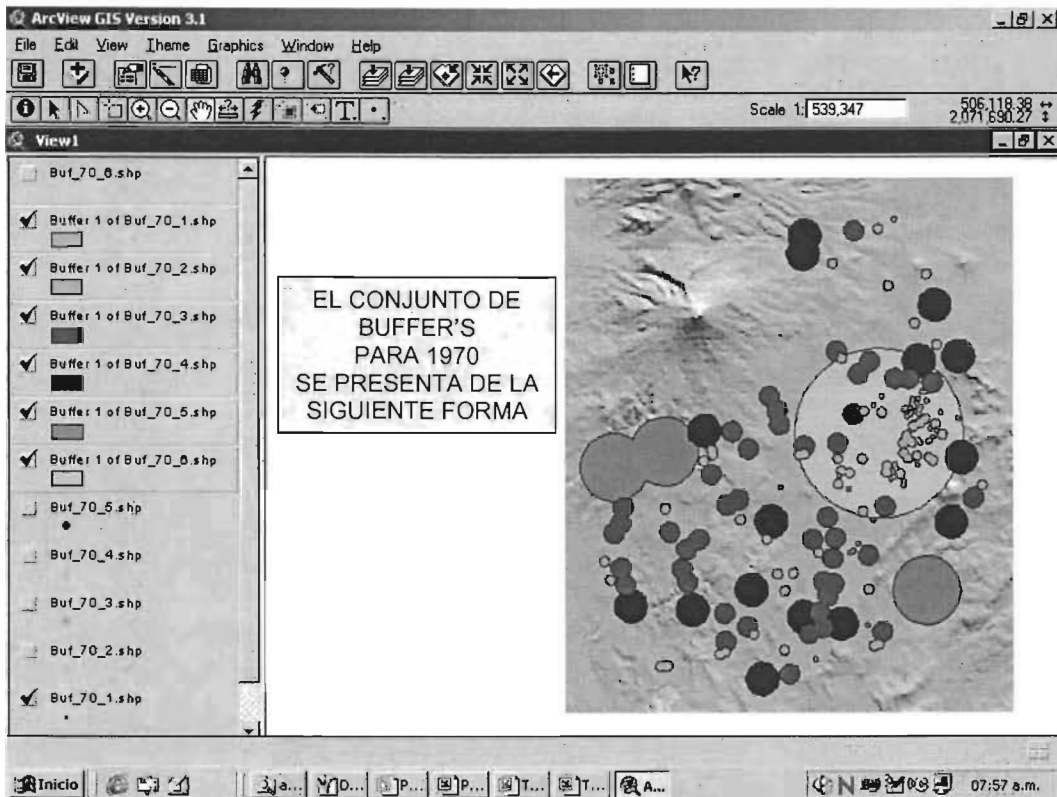 ArcView GIS Version 3.1
File Edit View Theme Graphics Window Help
Scale 1: 539,347
506,118.38
2,071,690.27
View1
Buf_70_6.shp
Buffer 1 of Buf_70_1.shp
Buffer 1 of Buf_70_2.shp
Buffer 1 of Buf_70_3.shp
Buffer 1 of Buf_70_4.shp
Buffer 1 of Buf_70_5.shp
Buffer 1 of Buf_70_6.shp
Buf_70_5.shp
Buf_70_4.shp
Buf_70_3.shp
Buf_70_2.shp
Buf_70_1.shp
EL CONJUNTO DE
BUFFER'S
PARA 1970
SE PRESENTA DE LA
SIGUIENTE FORMA
Inicio a... D... P... P... T... T... A... 07:57 a.m.